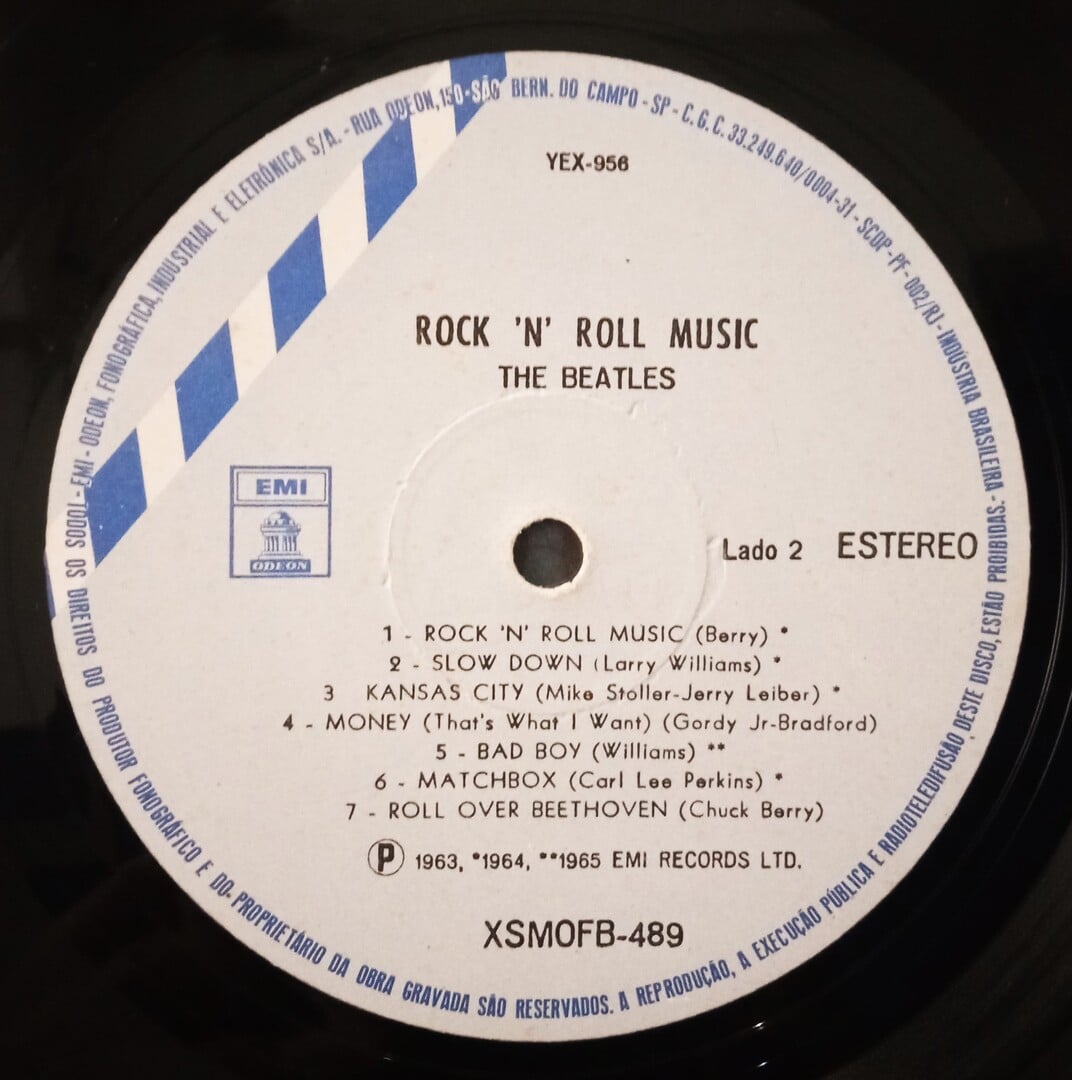 TODOS OS DIREITOS DO PRODUTOR FONOGRÁFICO E DO- PROPRIETÁRIO DA OBRA GRAVADA SÃO RESERVADOS. A REPRODUÇÃO, A EXECUÇÃO PÚBLICA E RADIOTELEDIFUSÃO DESTE DISCO, ESTÃO PROIBIDAS.-
EMI - ODEON, FONOGRÁFICA, INDUSTRIAL E ELETRÔNICA S/A. - RUA ODEON, 150-SÃO BERN. DO CAMPO - SP - C.G.C. 33.249.640/0004-31 - SCDP - PF - 002/RJ - INDÚSTRIA BRASILEIRA
YEX-956
ROCK 'N' ROLL MUSIC
THE BEATLES
EMI
ODEON
Lado 2 ESTEREO
1 - ROCK 'N' ROLL MUSIC (Berry) *
2 - SLOW DOWN (Larry Williams) *
3 KANSAS CITY (Mike Stoller-Jerry Leiber) *
4 - MONEY (That's What I Want) (Gordy Jr-Bradford)
5 - BAD BOY (Williams) **
6 - MATCHBOX (Carl Lee Perkins) *
7 - ROLL OVER BEETHOVEN (Chuck Berry)
Ⓟ 1963, *1964, **1965 EMI RECORDS LTD.
XSMOFB-489